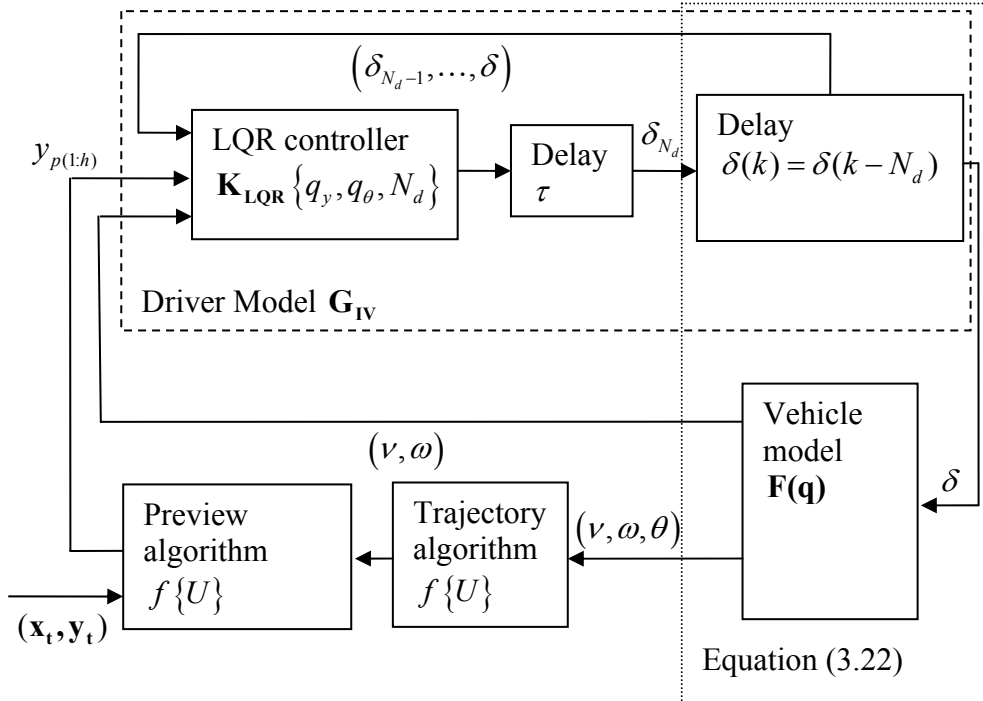 (δ_{N_d−1},…,δ)
y_{p(1:h)}
LQR controller
K_LQR {q_y, q_θ, N_d}
Delay
τ
δ_{N_d}
Delay
δ(k) = δ(k − N_d)
Driver Model G_IV
(ν, ω)
Vehicle
model
F(q)
δ
Preview
algorithm
f{U}
Trajectory
algorithm
f{U}
(ν, ω, θ)
(x_t, y_t)
Equation (3.22)